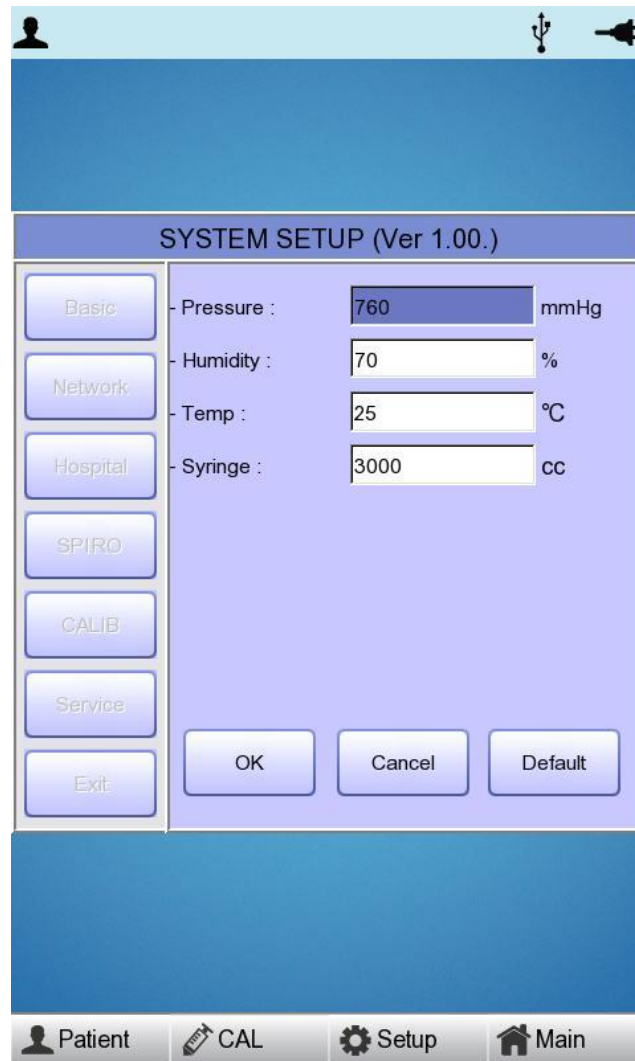 SYSTEM SETUP (Ver 1.00.)
Basic
Network
Hospital
SPIRO
CALIB
Service
Exit
- Pressure : 760 mmHg
- Humidity : 70 %
- Temp : 25 ℃
- Syringe : 3000 cc
OK Cancel Default
Patient CAL Setup Main